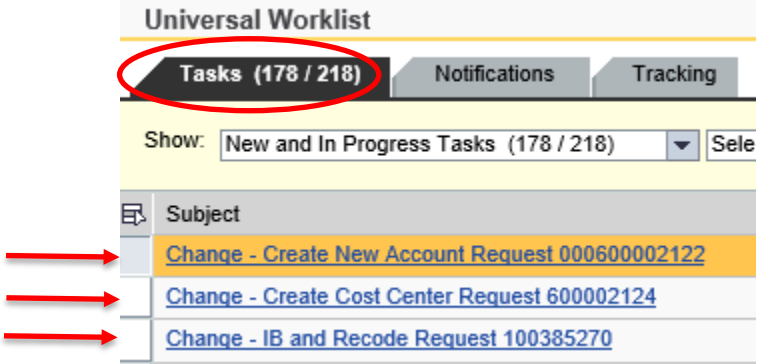 Universal Worklist
Tasks (178 / 218) Notifications Tracking
Show: New and In Progress Tasks (178 / 218) Sele
Subject
Change - Create New Account Request 000600002122
Change - Create Cost Center Request 600002124
Change - IB and Recode Request 100385270